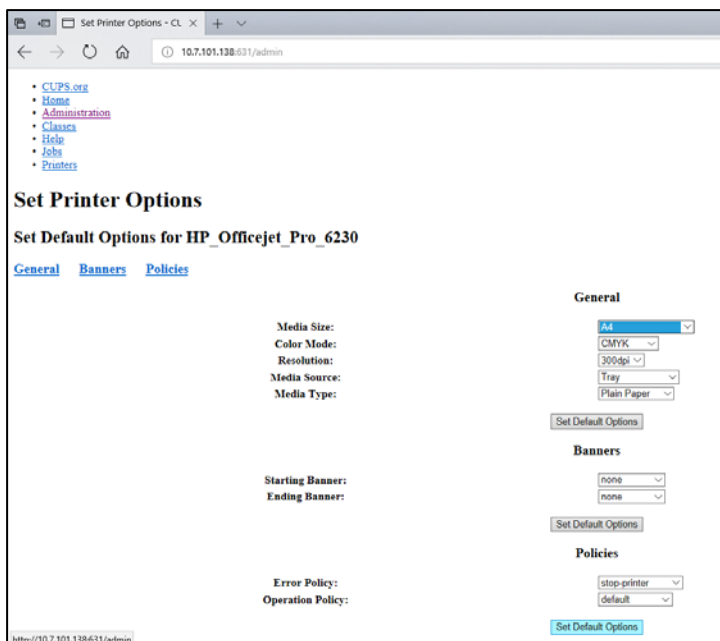 Set Printer Options - CU
10.7.101.138:631/admin
CUPS.org
Home
Administration
Classes
Help
Jobs
Printers
Set Printer Options
Set Default Options for HP_Officejet_Pro_6230
General Banners Policies
General
Media Size: A4
Color Mode: CMYK
Resolution: 300dpi
Media Source: Tray
Media Type: Plain Paper
Set Default Options
Banners
Starting Banner: none
Ending Banner: none
Set Default Options
Policies
Error Policy: stop-printer
Operation Policy: default
Set Default Options
http://10.7.101.138:631/admin